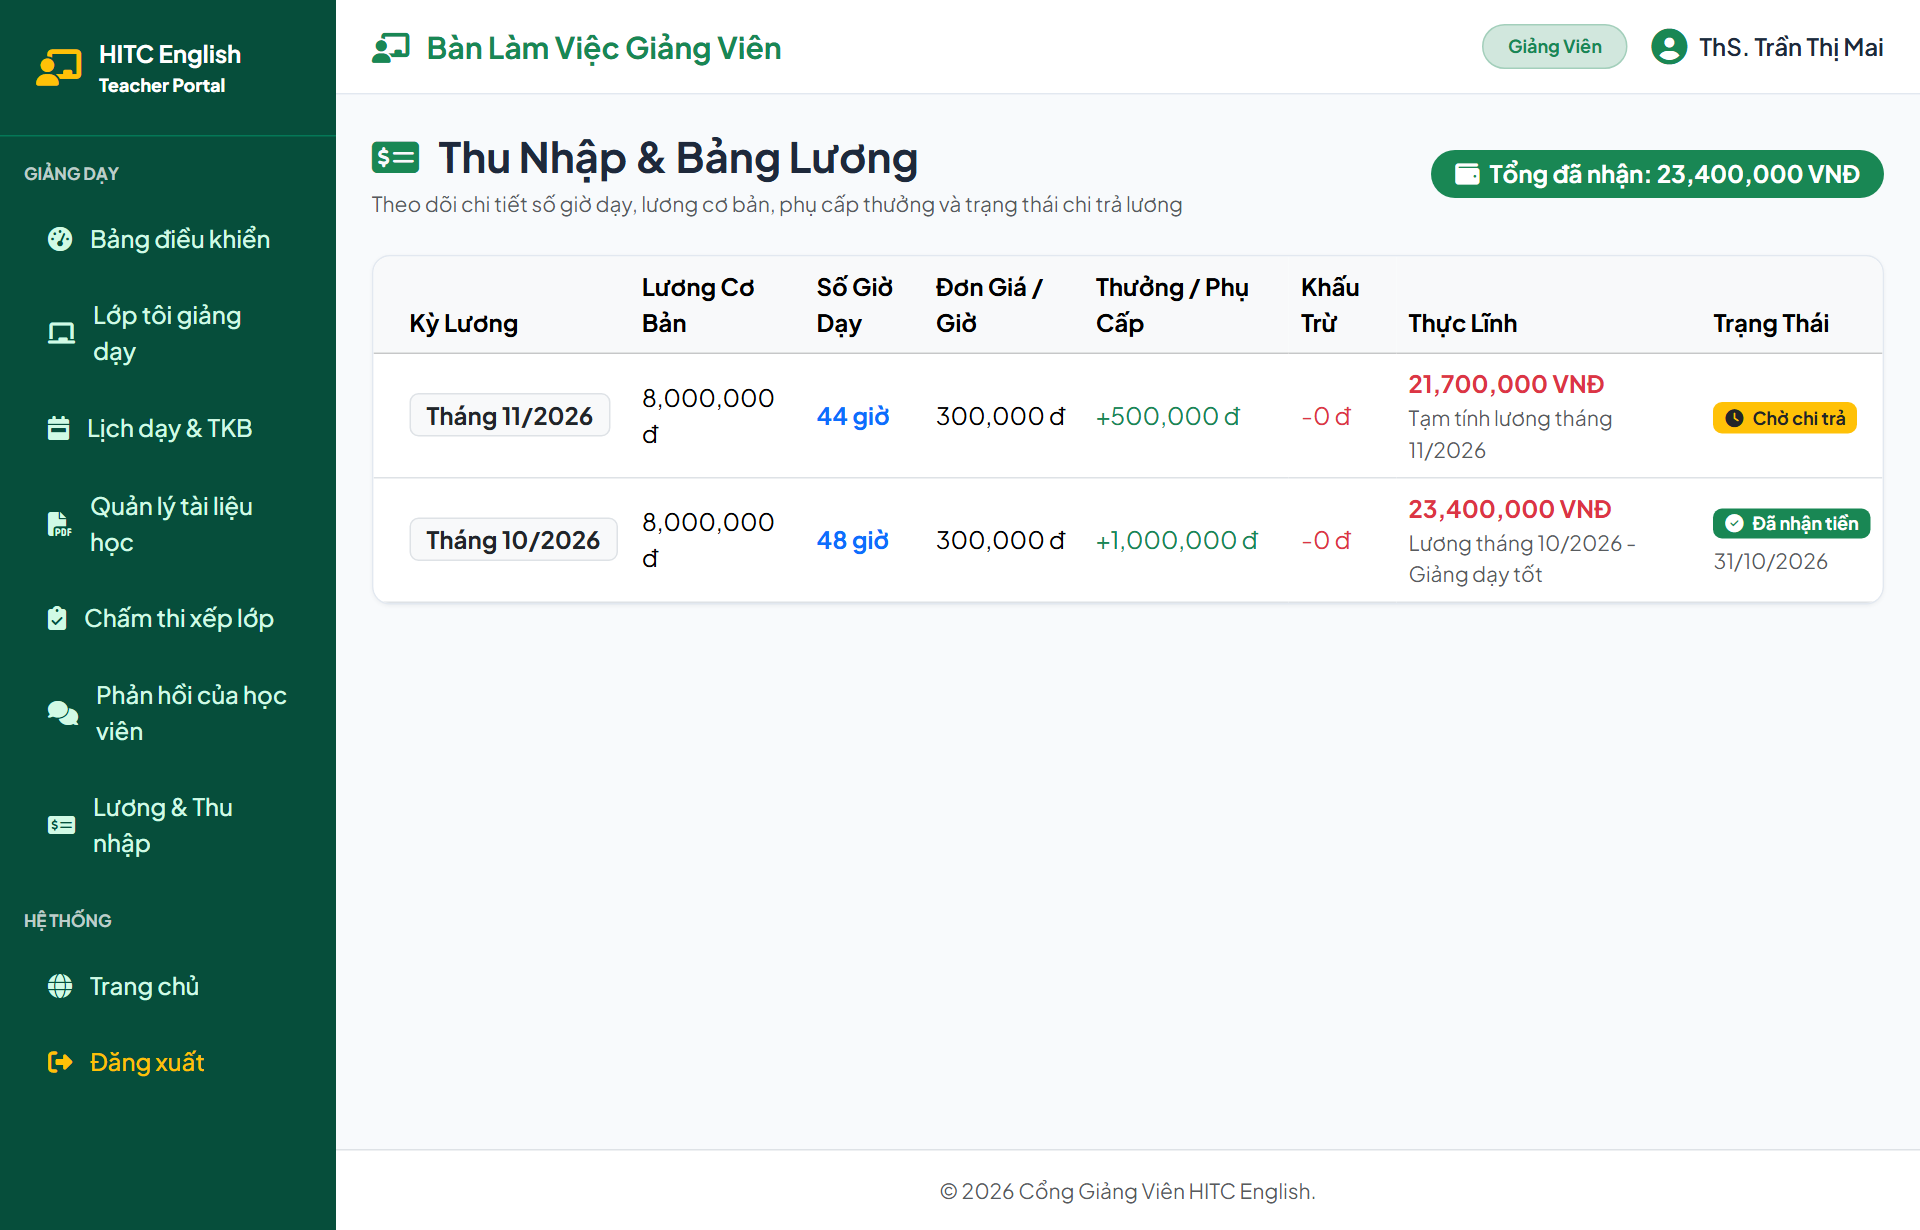 HITC English
Teacher Portal
GIẢNG DẠY
Bảng điều khiển
Lớp tôi giảng
dạy
Lịch dạy & TKB
Quản lý tài liệu
học
Chấm thi xếp lớp
Phản hồi của học
viên
Lương & Thu
nhập
HỆ THỐNG
Trang chủ
Đăng xuất
Bàn Làm Việc Giảng Viên
Giảng Viên
ThS. Trần Thị Mai
Thu Nhập & Bảng Lương
Theo dõi chi tiết số giờ dạy, lương cơ bản, phụ cấp thưởng và trạng thái chi trả lương
Tổng đã nhận: 23,400,000 VNĐ
Kỳ Lương
Lương Cơ
Bản
Số Giờ
Dạy
Đơn Giá /
Giờ
Thưởng / Phụ
Cấp
Khấu
Trừ
Thực Lĩnh
Trạng Thái
Tháng 11/2026
8,000,000
đ
44 giờ
300,000 đ
+500,000 đ
-0 đ
21,700,000 VNĐ
Tạm tính lương tháng
11/2026
Chờ chi trả
Tháng 10/2026
8,000,000
đ
48 giờ
300,000 đ
+1,000,000 đ
-0 đ
23,400,000 VNĐ
Lương tháng 10/2026 -
Giảng dạy tốt
Đã nhận tiền
31/10/2026
© 2026 Cổng Giảng Viên HITC English.